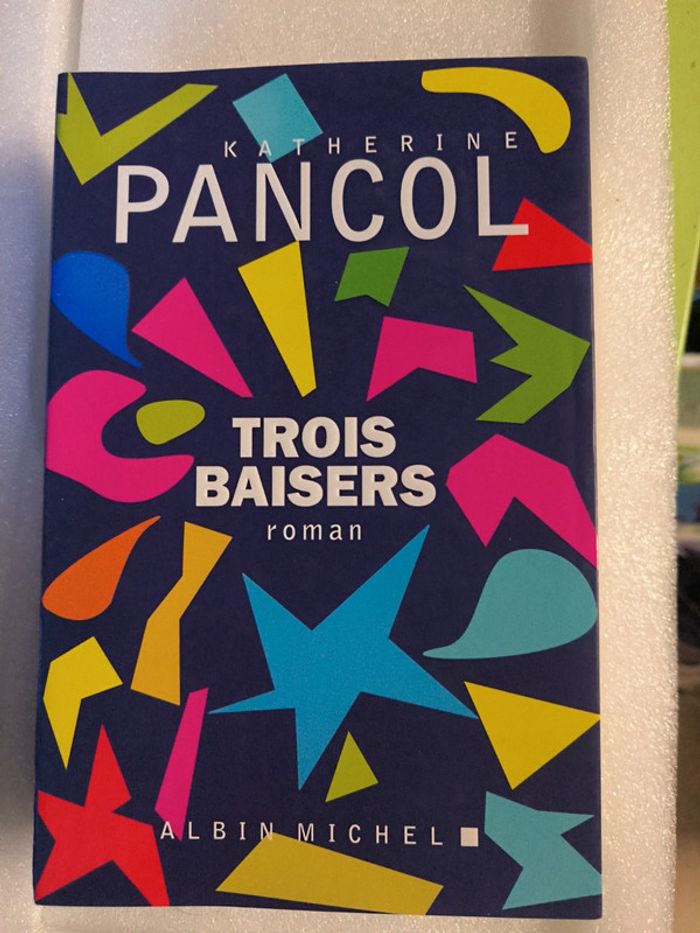 KATHERINE
PANCOL
TROIS
BAISERS
roman
ALBIN MICHEL